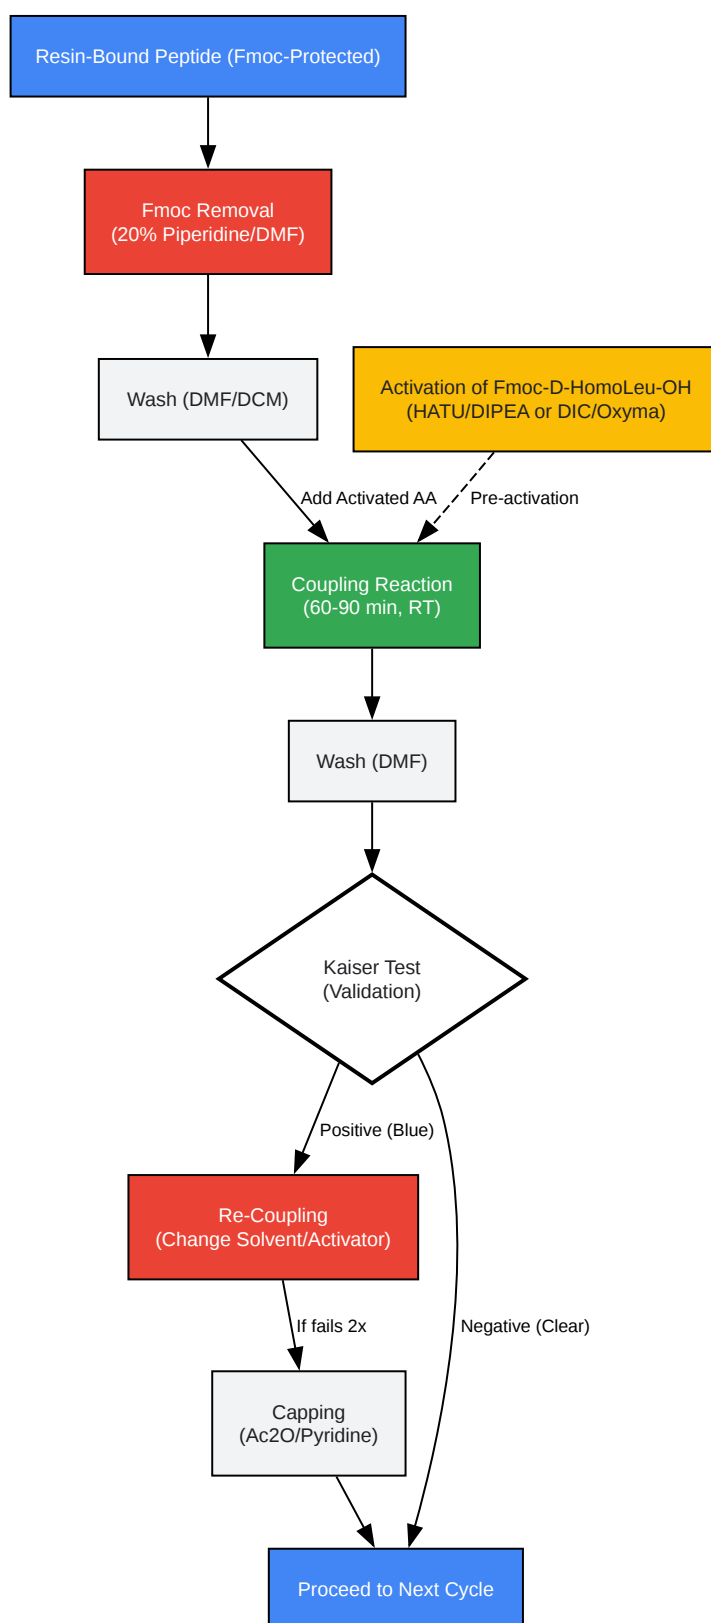 Resin-Bound Peptide (Fmoc-Protected)
Fmoc Removal
(20% Piperidine/DMF)
Wash (DMF/DCM)
Activation of Fmoc-D-HomoLeu-OH
(HATU/DIPEA or DIC/Oxyma)
Add Activated AA
Pre-activation
Coupling Reaction
(60-90 min, RT)
Wash (DMF)
Kaiser Test
(Validation)
Positive (Blue)
Re-Coupling
(Change Solvent/Activator)
If fails 2x
Negative (Clear)
Capping
(Ac2O/Pyridine)
Proceed to Next Cycle